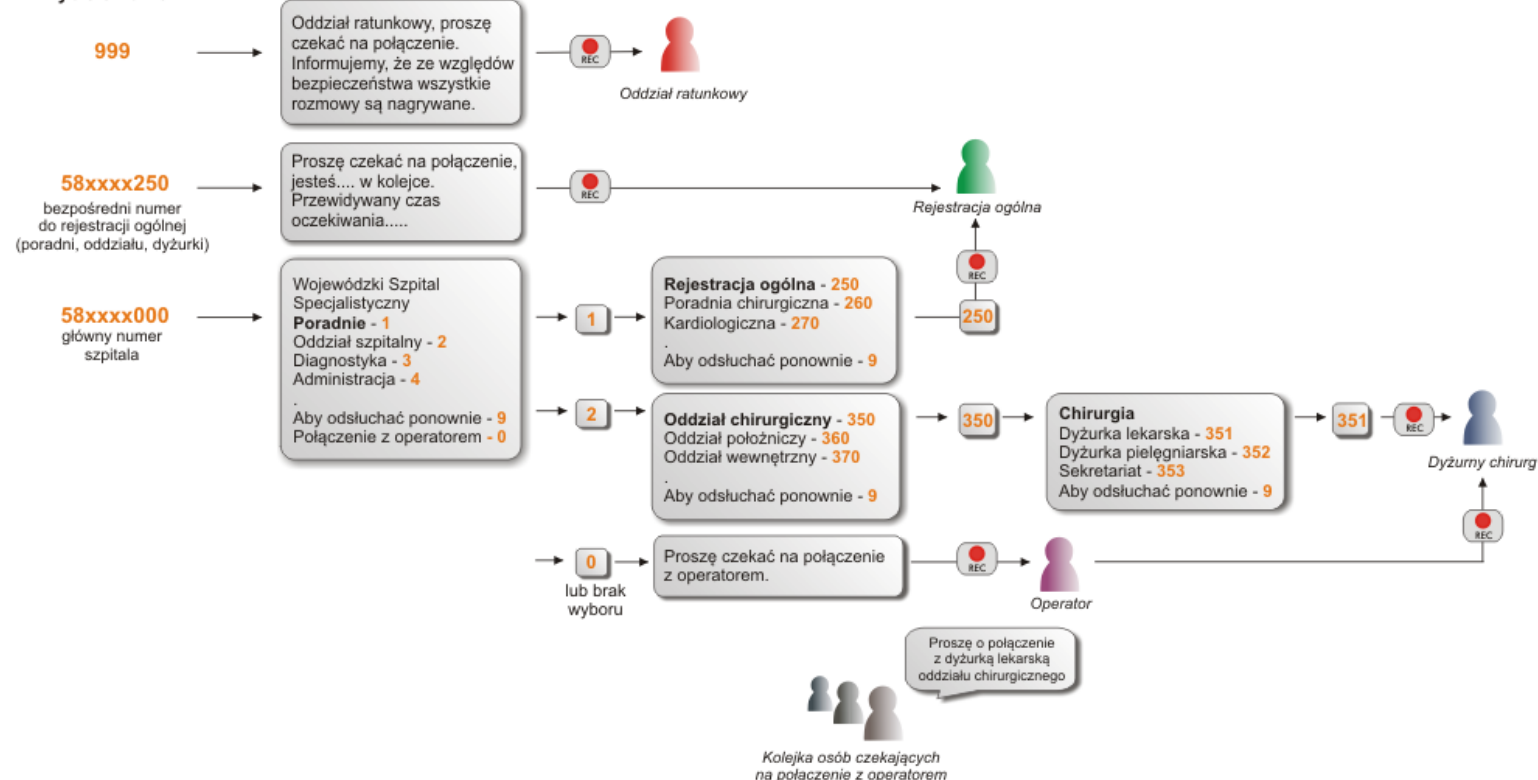 999
Oddział ratunkowy, proszę
czekać na połączenie.
Informujemy, że ze względów
bezpieczeństwa wszystkie
rozmowy są nagrywane.
REC
Oddział ratunkowy
58xxxx250
bezpośredni numer
do rejestracji ogólnej
(poradni, oddziału, dyżurki)
Proszę czekać na połączenie,
jesteś.... w kolejce.
Przewidywany czas
oczekiwania.....
REC
Rejestracja ogólna
58xxxx000
główny numer
szpitala
Wojewódzki Szpital
Specjalistyczny
Poradnie - 1
Oddział szpitalny - 2
Diagnostyka - 3
Administracja - 4
.
Aby odsłuchać ponownie - 9
Połączenie z operatorem - 0
1
Rejestracja ogólna - 250
Poradnia chirurgiczna - 260
Kardiologiczna - 270
.
Aby odsłuchać ponownie - 9
250
REC
2
Oddział chirurgiczny - 350
Oddział położniczy - 360
Oddział wewnętrzny - 370
.
Aby odsłuchać ponownie - 9
350
Chirurgia
Dyżurka lekarska - 351
Dyżurka pielęgniarska - 352
Sekretariat - 353
Aby odsłuchać ponownie - 9
351
REC
Dyżurny chirurg
0
lub brak
wyboru
Proszę czekać na połączenie
z operatorem.
REC
Operator
REC
Proszę o połączenie
z dyżurką lekarską
oddziału chirurgicznego
Kolejka osób czekających
na połączenie z operatorem